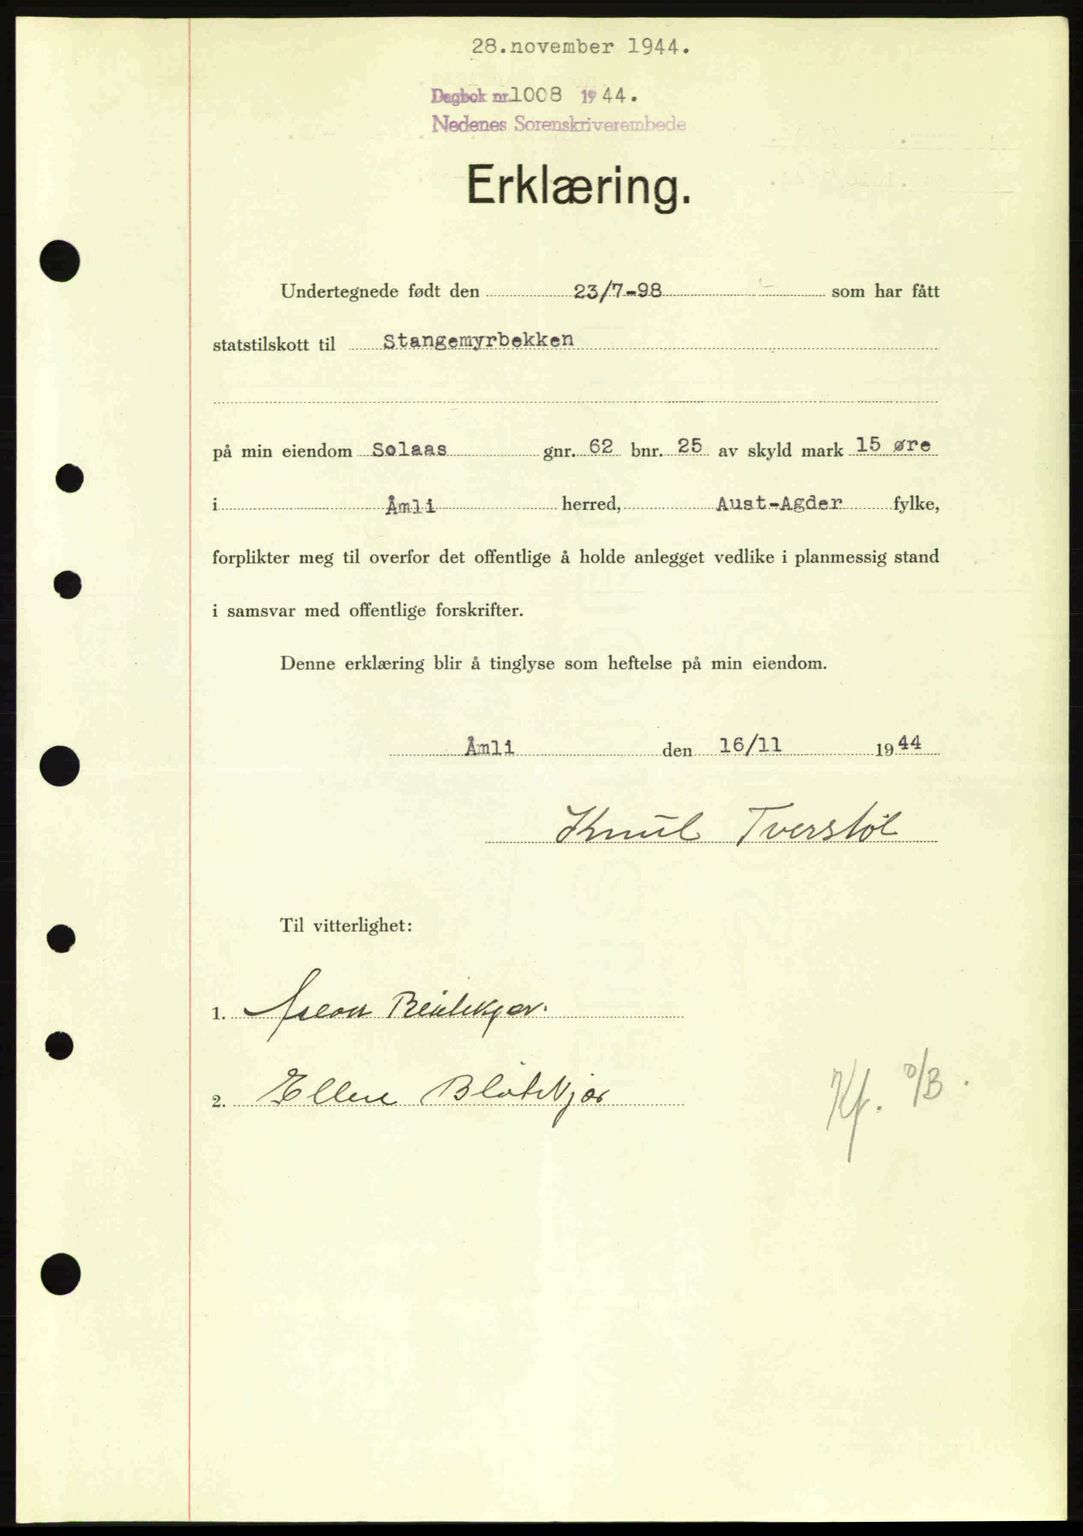 28.november 1944.
Dagbok nr. 1008 1944.
Nedenes Sorenskriverembede
Erklæring.
Undertegnede født den 23/7-98 som har fått
statstilskott til Stangemyrbekken
på min eiendom Solaas gnr. 62 bnr. 25 av skyld mark 15 øre
i Åmli herred, Aust-Agder fylke,
forplikter meg til overfor det offentlige å holde anlegget vedlike i planmessig stand
i samsvar med offentlige forskrifter.
Denne erklæring blir å tinglyse som heftelse på min eiendom.
Åmli den 16/11 1944
Knut Tverstøl
Til vitterlighet:
1.
2. Ellen Bløtekjær
Kf.